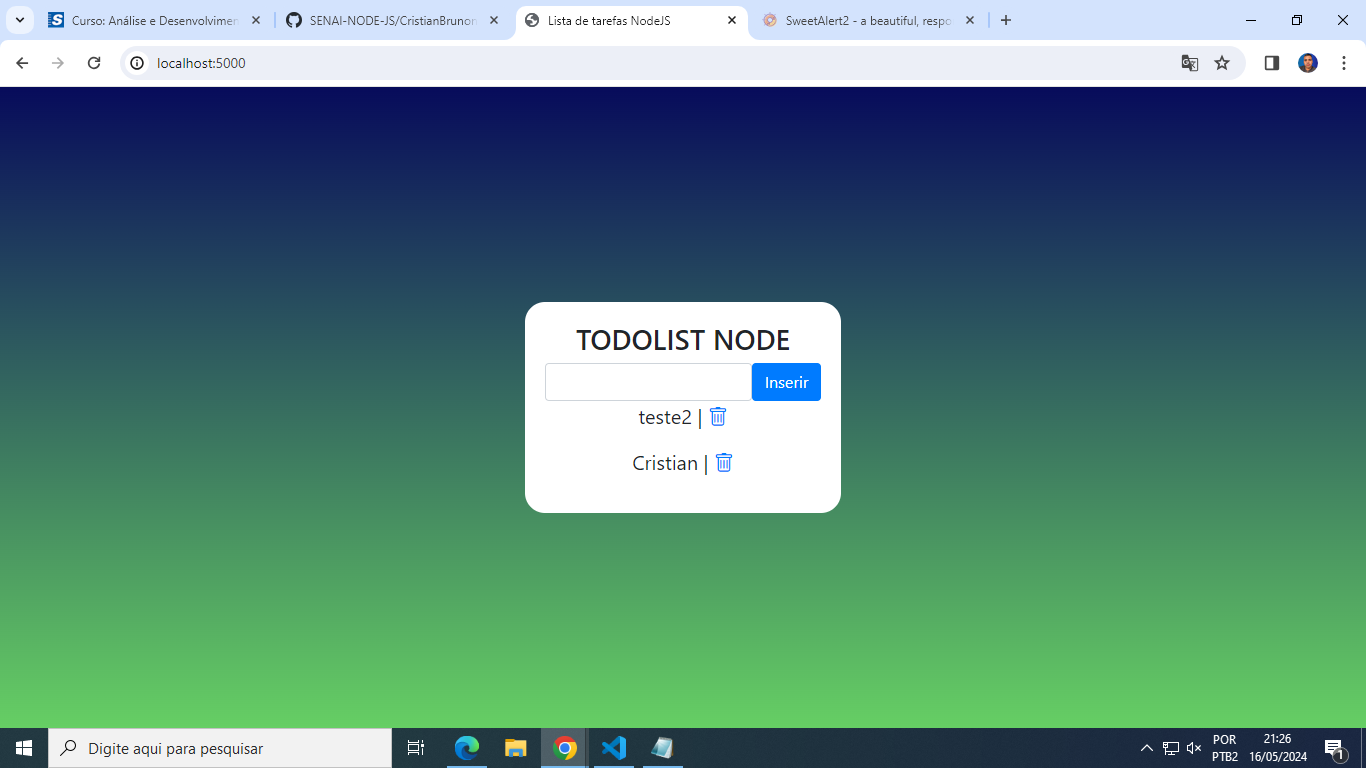 Curso: Análise e Desenvolvimen
SENAI-NODE-JS/CristianBrunon
Lista de tarefas NodeJS
SweetAlert2 - a beautiful, respo
localhost:5000
TODOLIST NODE
Inserir
teste2 |
Cristian |
Digite aqui para pesquisar
POR
PTB2
21:26
16/05/2024
1